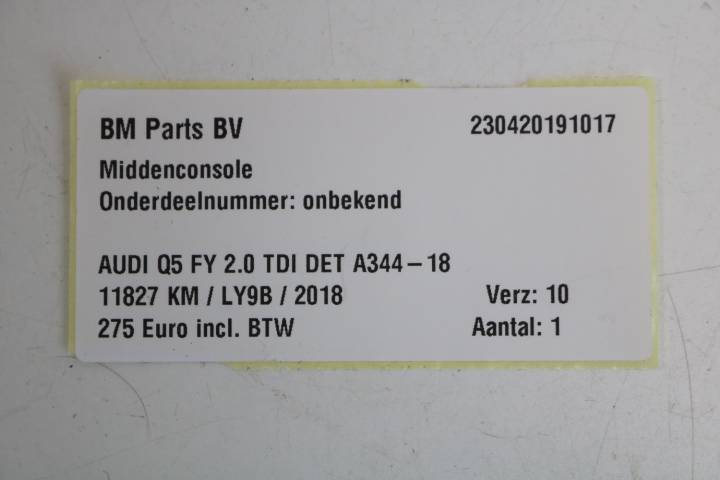 BM Parts BV 230420191017
Middenconsole
Onderdeelnummer: onbekend
AUDI Q5 FY 2.0 TDI DET A344-18
11827 KM / LY9B / 2018 Verz: 10
275 Euro incl. BTW Aantal: 1